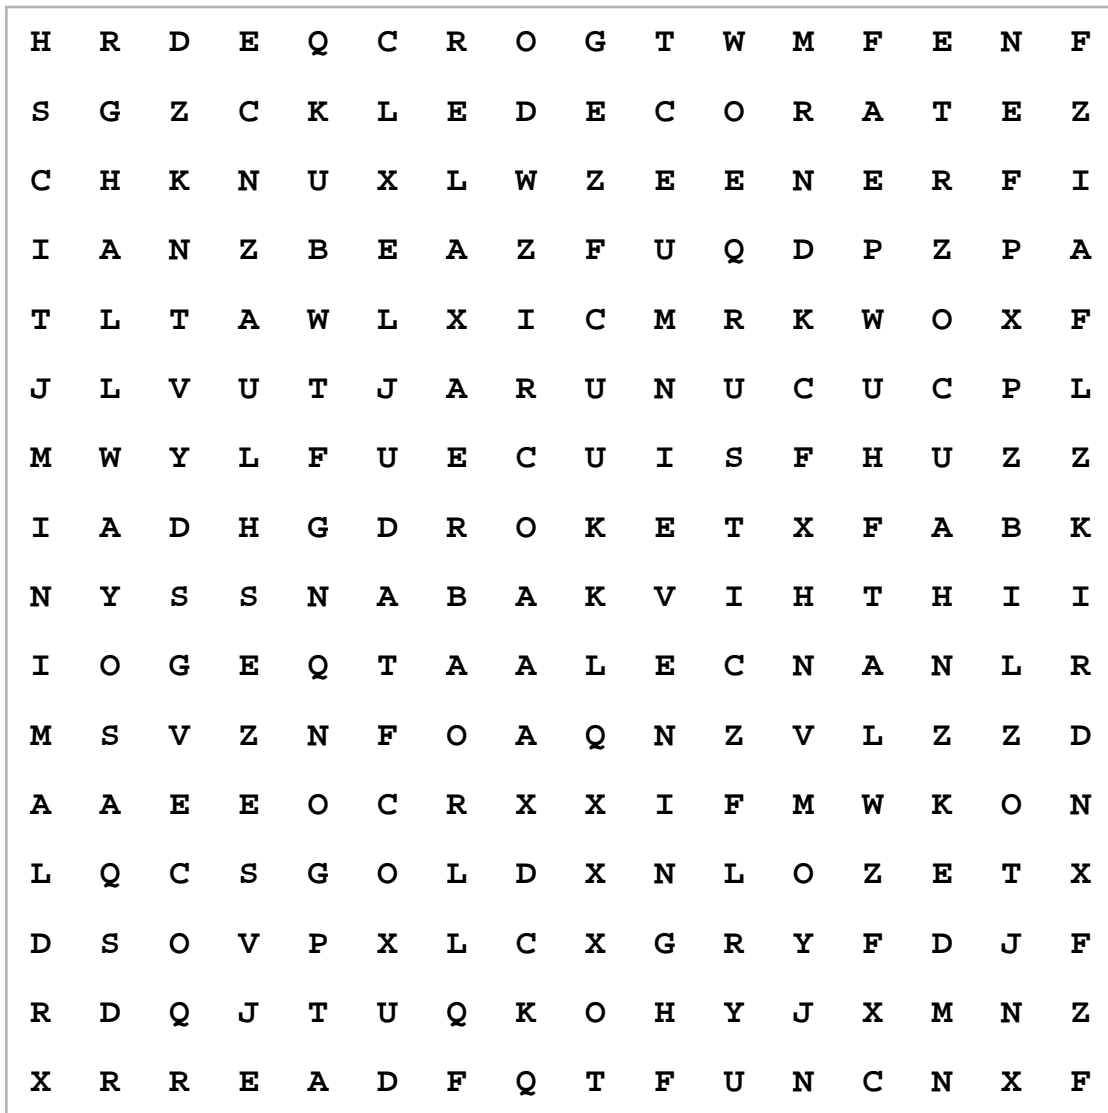 H R D E Q C R O G T W M F E N F
S G Z C K L E D E C O R A T E Z
C H K N U X L W Z E E N E R F I
I A N Z B E A Z F U Q D P Z P A
T L T A W L X I C M R K W O X F
J L V U T J A R U N U C U C P L
M W Y L F U E C U I S F H U Z Z
I A D H G D R O K E T X F A B K
N Y S S N A B A K V I H T H I I
I O G E Q T A A L E C N A N L R
M S V Z N F O A Q N Z V L Z Z D
A A E E O C R X X I F M W K O N
L Q C S G O L D X N L O Z E T X
D S O V P X L C X G R Y F D J F
R D Q J T U Q K O H Y J X M N Z
X R R E A D F Q T F U N C N X F